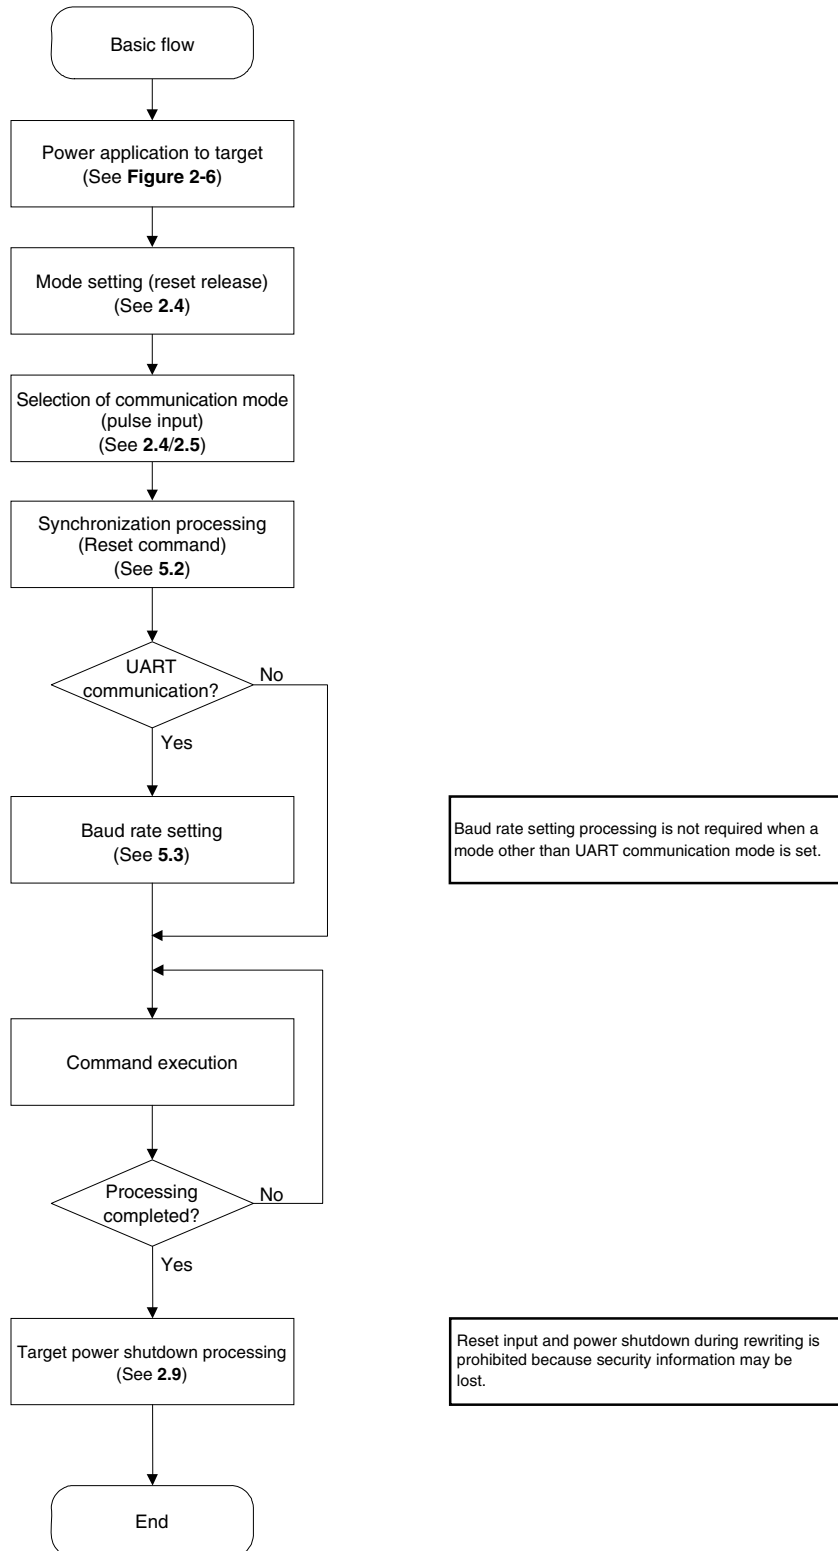 Basic flow
Power application to target
(See Figure 2-6)
Mode setting (reset release)
(See 2.4)
Selection of communication mode
(pulse input)
(See 2.4/2.5)
Synchronization processing
(Reset command)
(See 5.2)
UART
communication?
No
Yes
Baud rate setting
(See 5.3)
Baud rate setting processing is not required when a
mode other than UART communication mode is set.
Command execution
Processing
completed?
No
Yes
Target power shutdown processing
(See 2.9)
Reset input and power shutdown during rewriting is
prohibited because security information may be
lost.
End